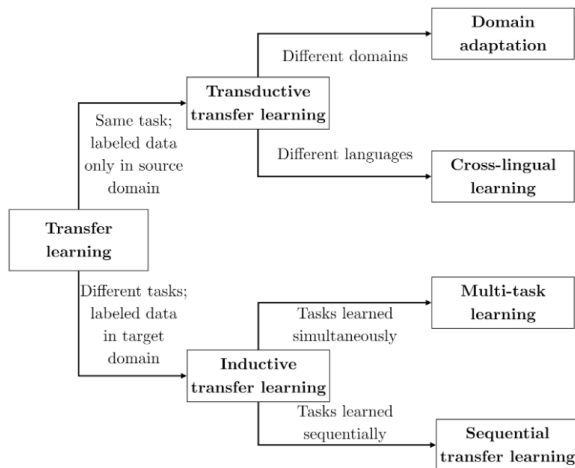 Domain
adaptation
Different domains
Transductive
transfer learning
Same task;
labeled data
only in source
domain
Different languages
Cross-lingual
learning
Transfer
learning
Different tasks;
labeled data
in target
domain
Multi-task
learning
Tasks learned
simultaneously
Inductive
transfer learning
Tasks learned
sequentially
Sequential
transfer learning